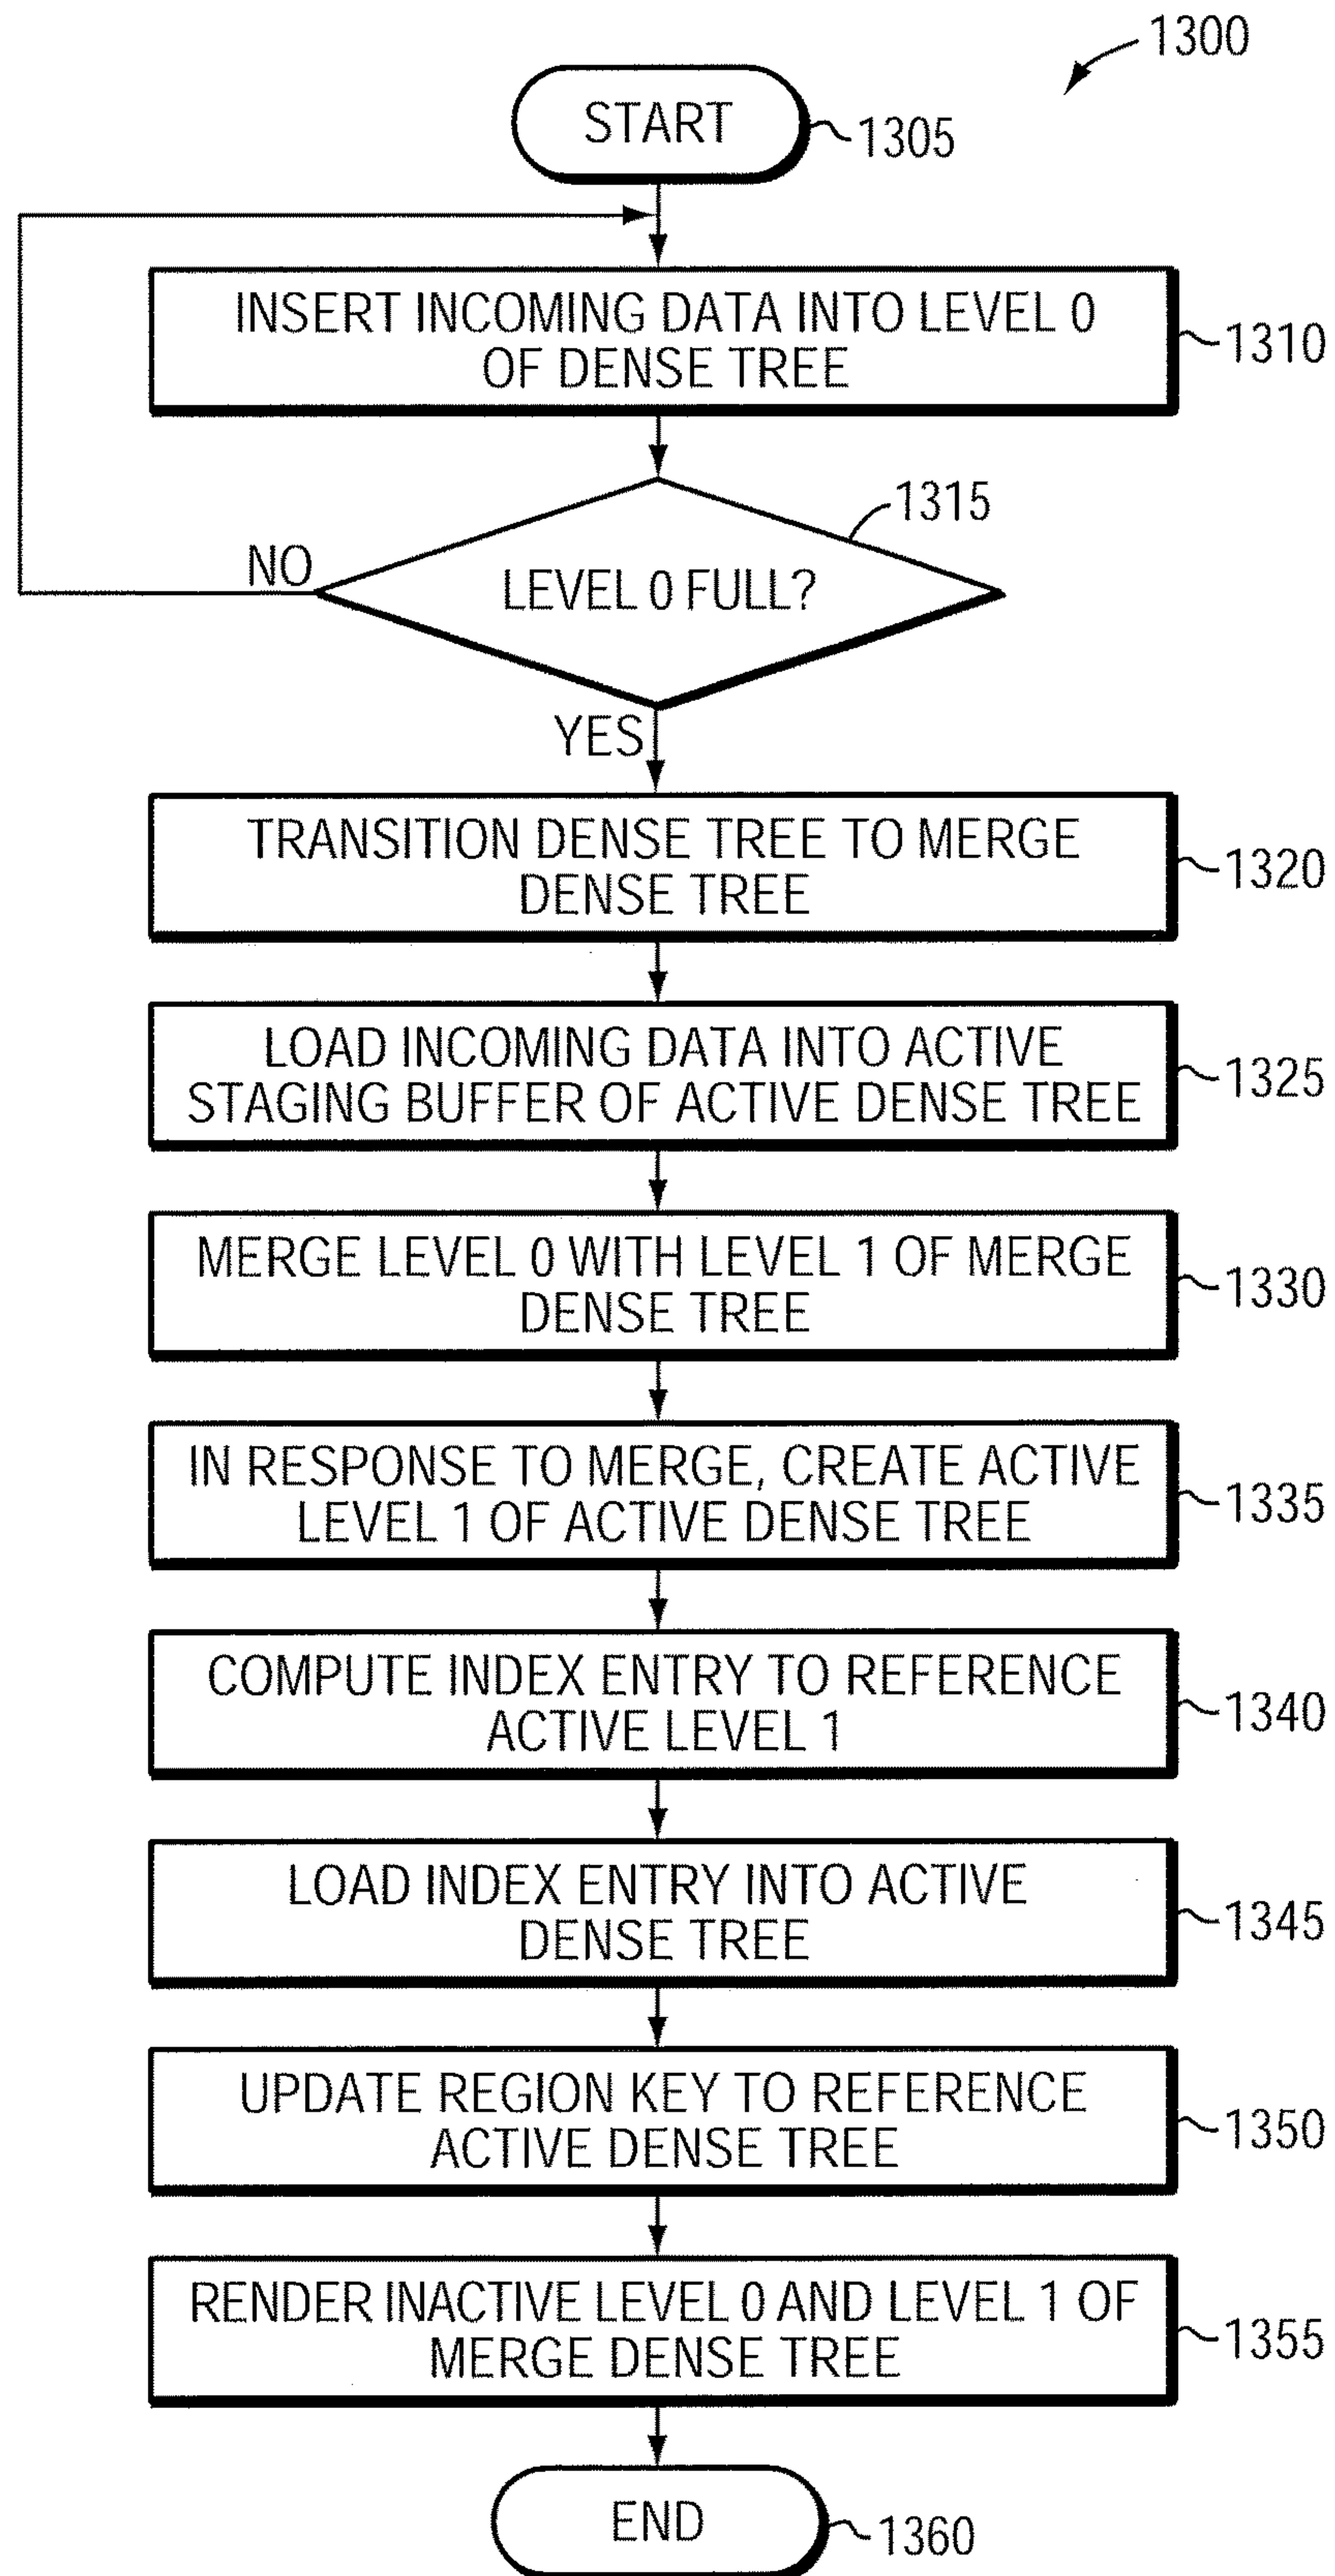 1300
START
1305
INSERT INCOMING DATA INTO LEVEL 0
OF DENSE TREE
1310
1315
LEVEL 0 FULL?
NO
YES
TRANSITION DENSE TREE TO MERGE
DENSE TREE
1320
LOAD INCOMING DATA INTO ACTIVE
STAGING BUFFER OF ACTIVE DENSE TREE
1325
MERGE LEVEL 0 WITH LEVEL 1 OF MERGE
DENSE TREE
1330
IN RESPONSE TO MERGE, CREATE ACTIVE
LEVEL 1 OF ACTIVE DENSE TREE
1335
COMPUTE INDEX ENTRY TO REFERENCE
ACTIVE LEVEL 1
1340
LOAD INDEX ENTRY INTO ACTIVE
DENSE TREE
1345
UPDATE REGION KEY TO REFERENCE
ACTIVE DENSE TREE
1350
RENDER INACTIVE LEVEL 0 AND LEVEL 1 OF
MERGE DENSE TREE
1355
END
1360